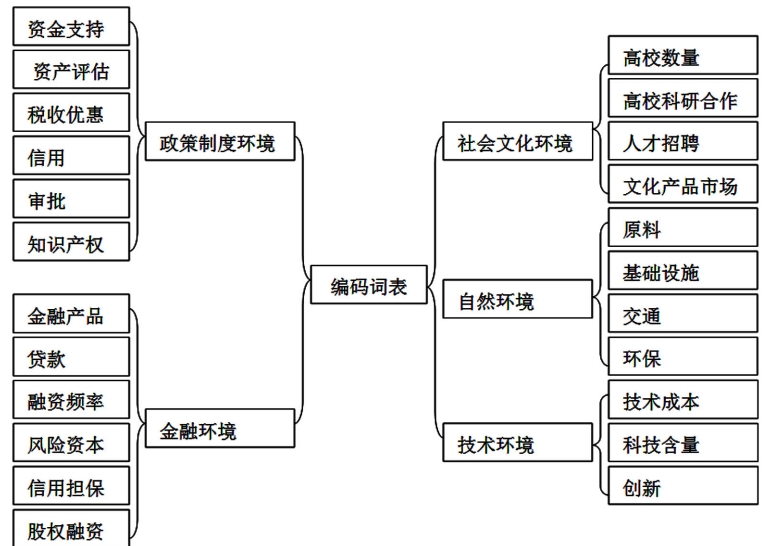 资金支持
资产评估
税收优惠
信用
审批
知识产权
政策制度环境
金融产品
贷款
融资频率
风险资本
信用担保
股权融资
金融环境
编码词表
社会文化环境
高校数量
高校科研合作
人才招聘
文化产品市场
自然环境
原料
基础设施
交通
环保
技术环境
技术成本
科技含量
创新